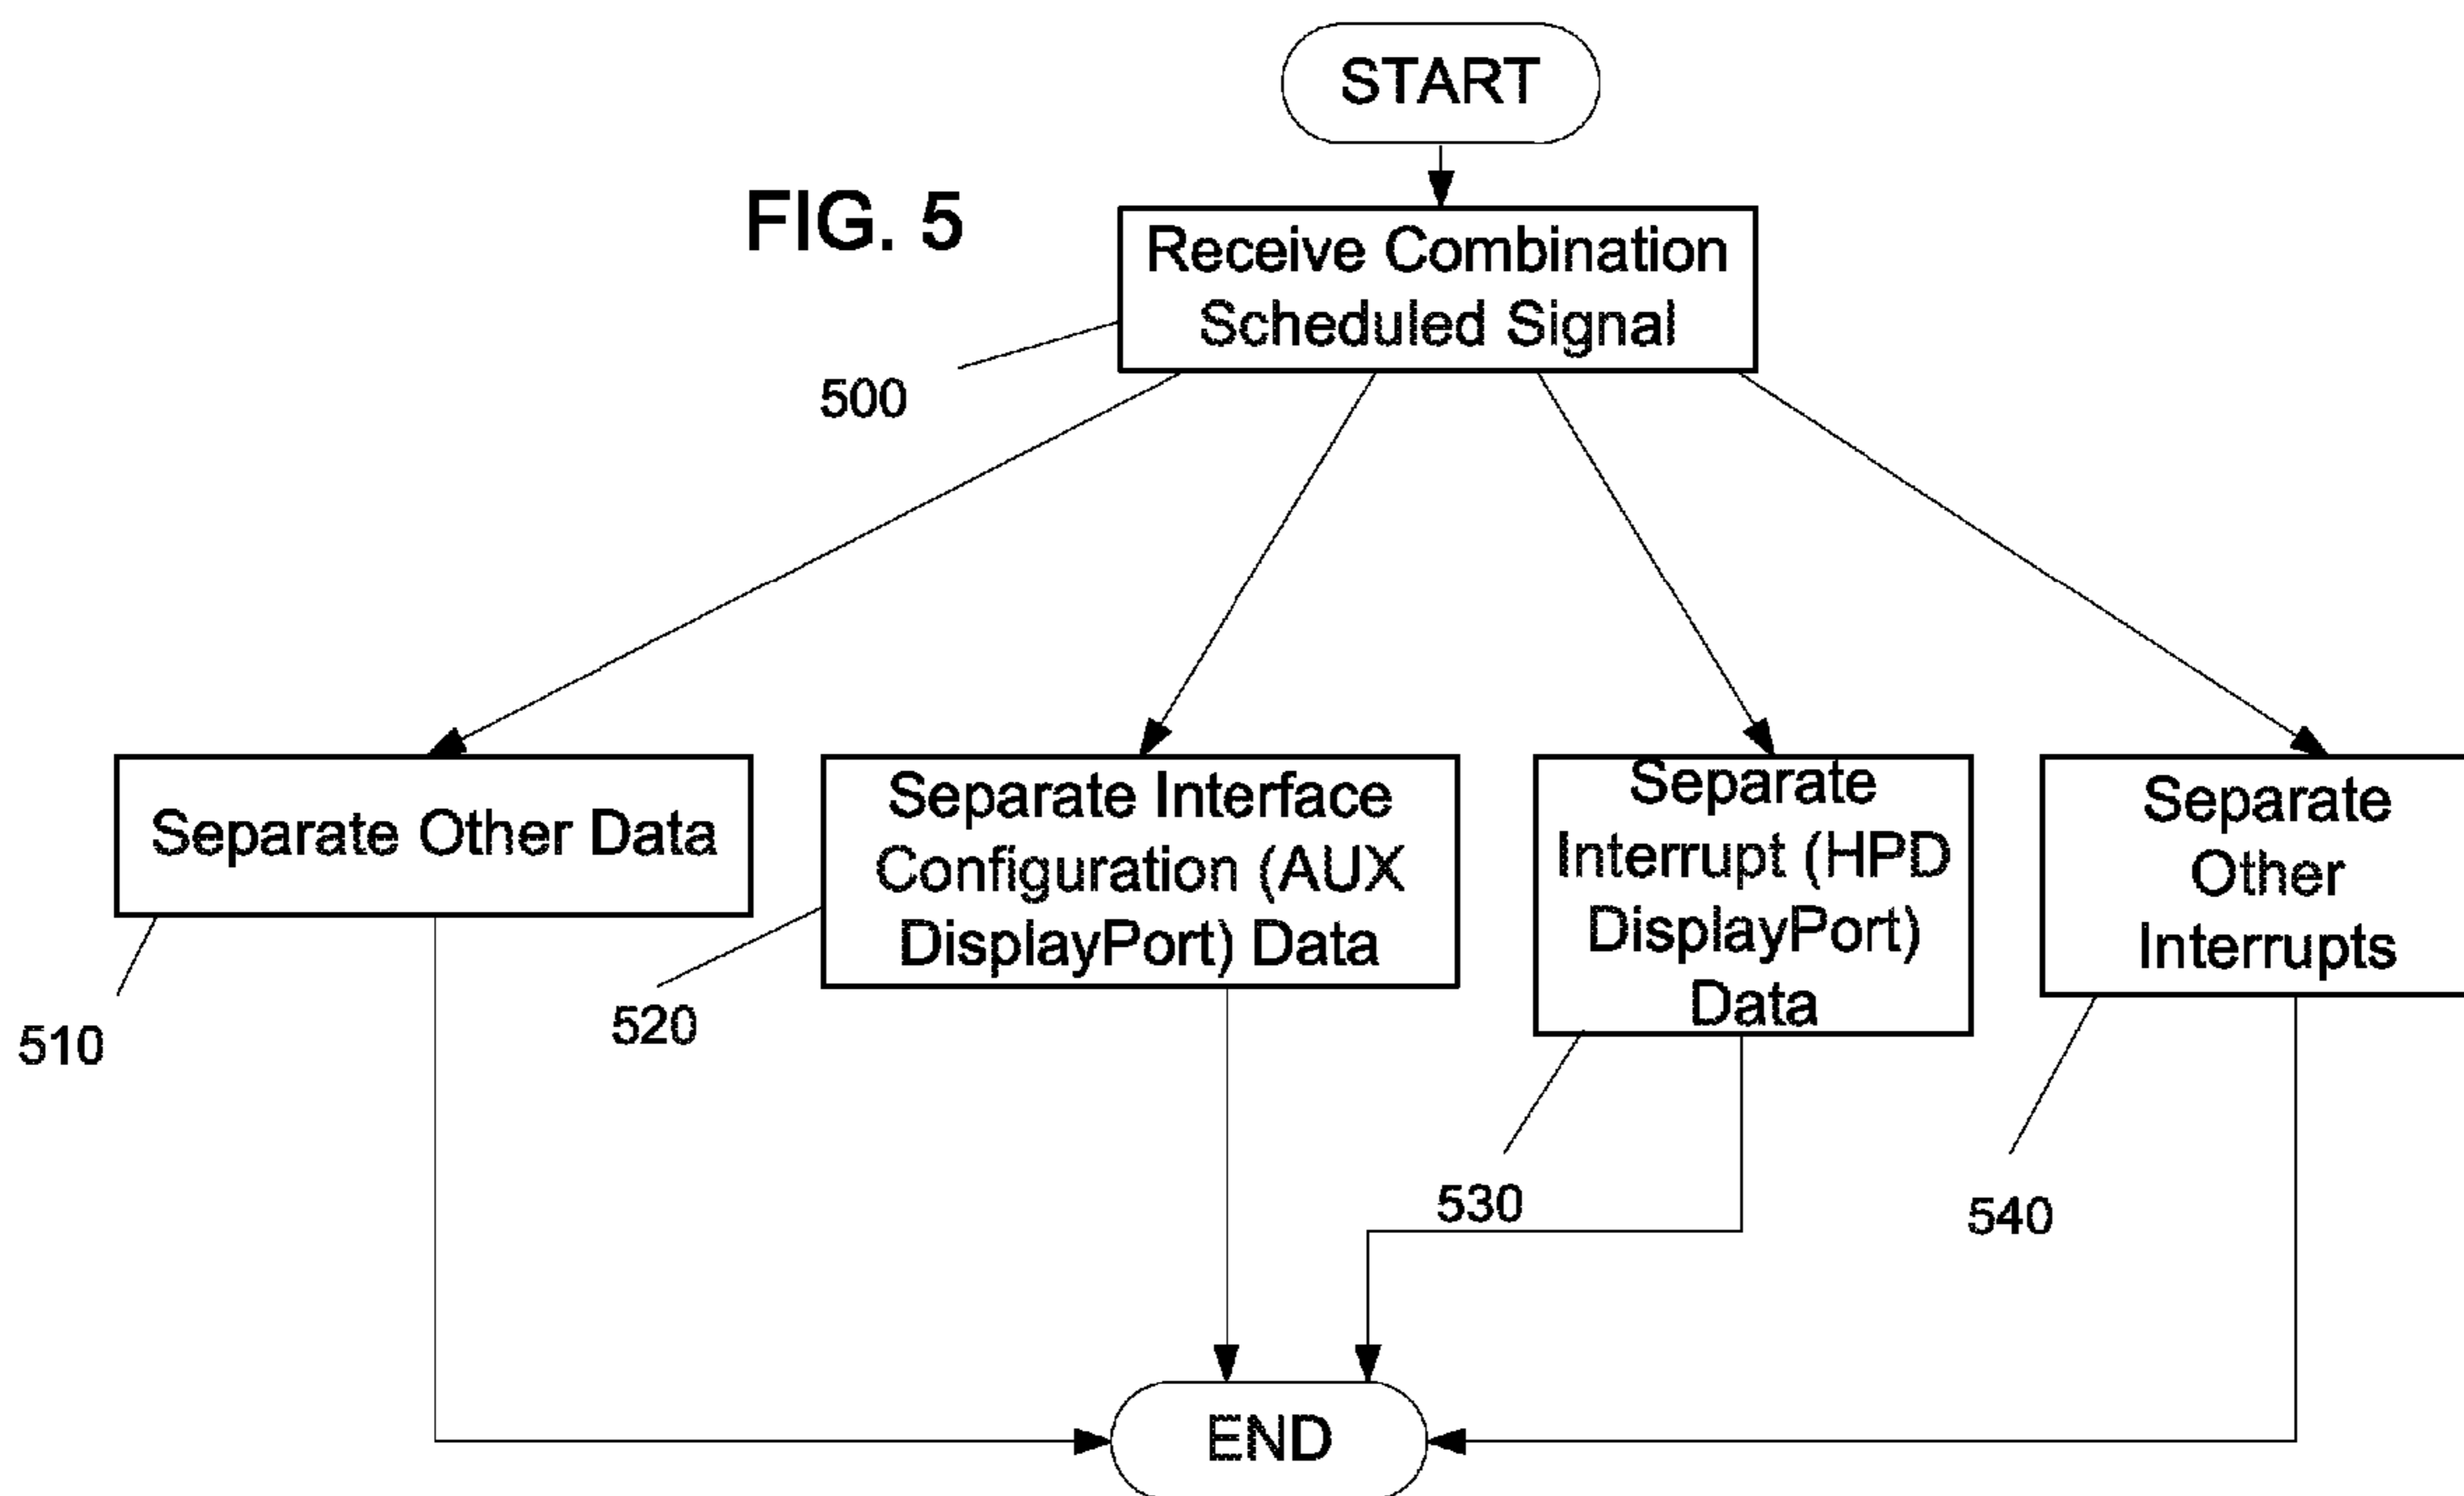 START
FIG. 5
Receive Combination
Scheduled Signal
500
Separate Other Data
Separate Interface
Configuration (AUX
DisplayPort) Data
Separate
Interrupt (HPD
DisplayPort)
Data
Separate
Other
Interrupts
510
520
530
540
END